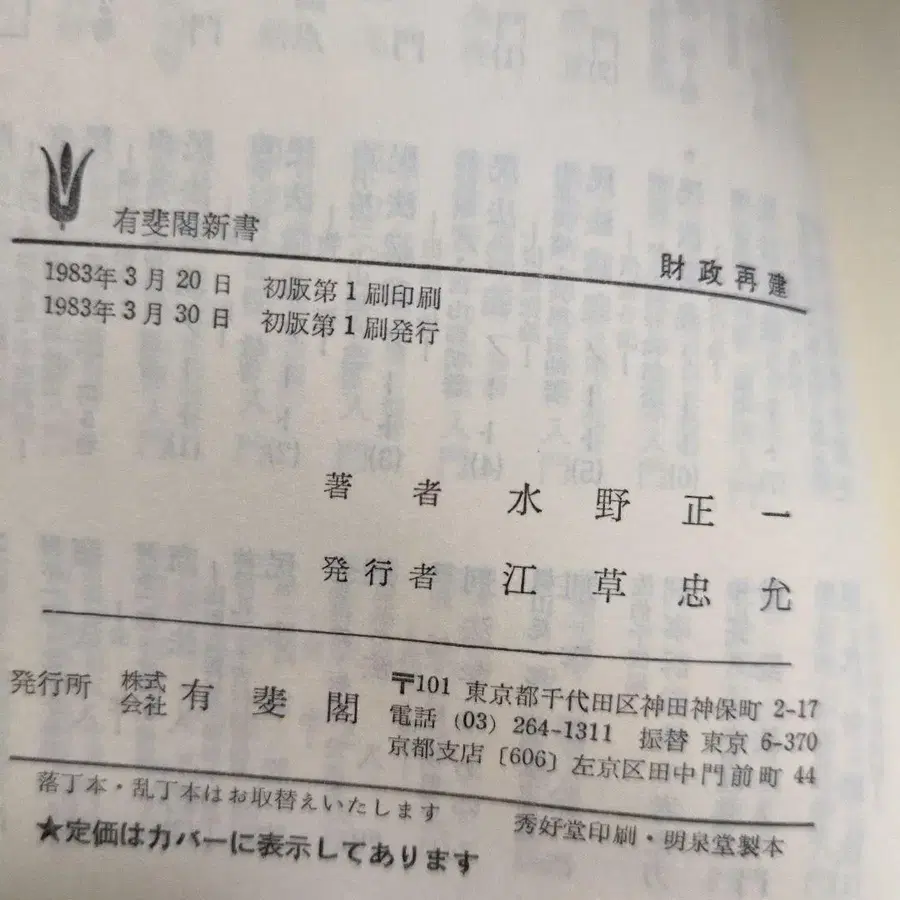 有斐閣新書
財政再建
1983年3月20日 初版第1刷印刷
1983年3月30日 初版第1刷発行
著者 水野正一
発行者 江草忠允
発行所 株式会社 有斐閣
〒101 東京都千代田区神田神保町 2-17
電話 (03) 264-1311 振替 東京 6-370
京都支店〔606〕左京区田中門前町 44
落丁本・乱丁本はお取替えいたします
秀好堂印刷・明泉堂製本
★定価はカバーに表示してあります